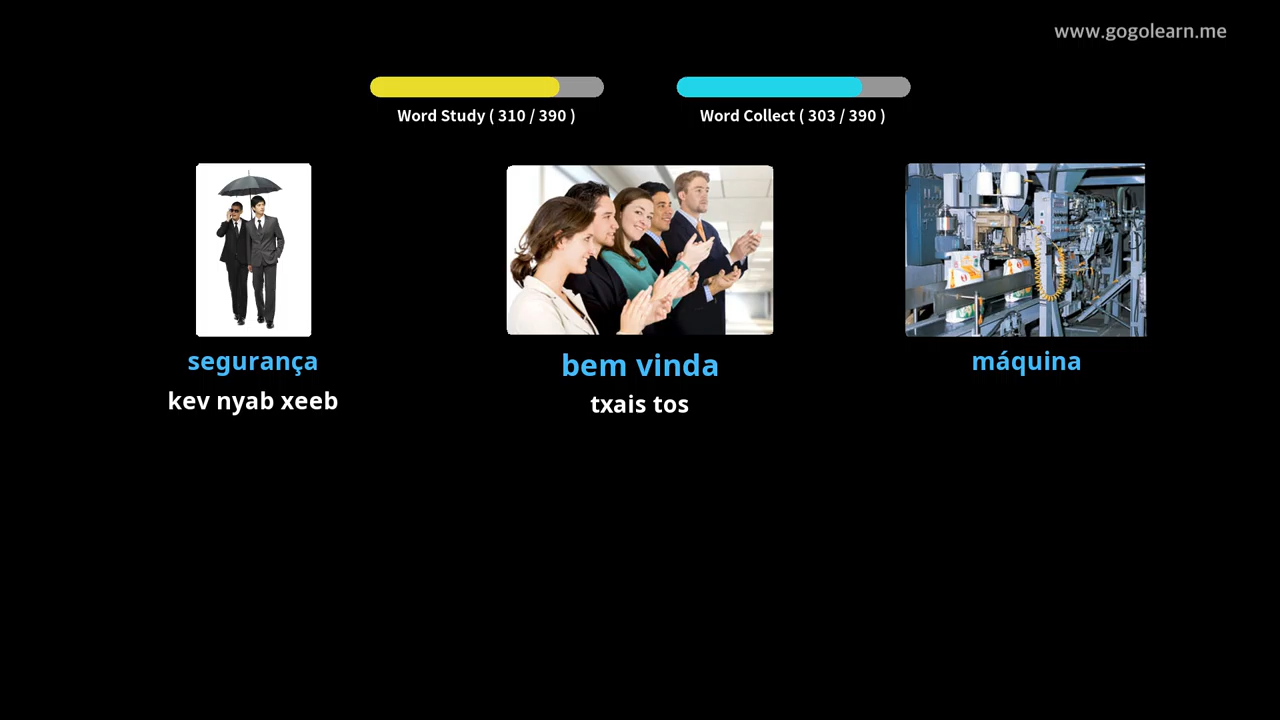 www.gogolearn.me
Word Study ( 310 / 390 )
Word Collect ( 303 / 390 )
segurança
kev nyab xeeb
bem vinda
txais tos
máquina